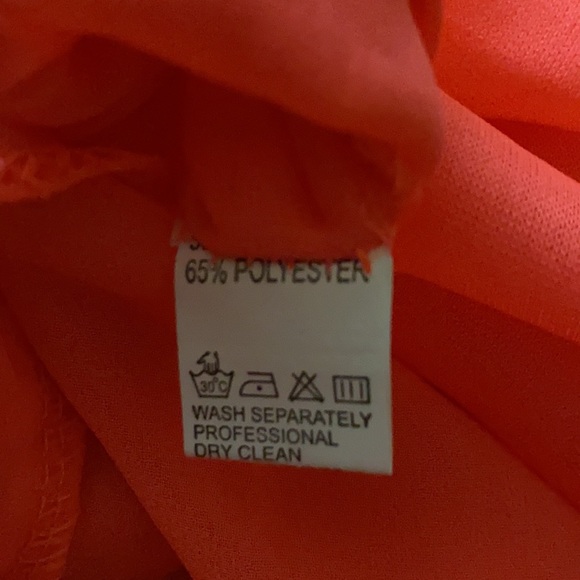 65% POLYESTER
30°C
WASH SEPARATELY
PROFESSIONAL
DRY CLEAN